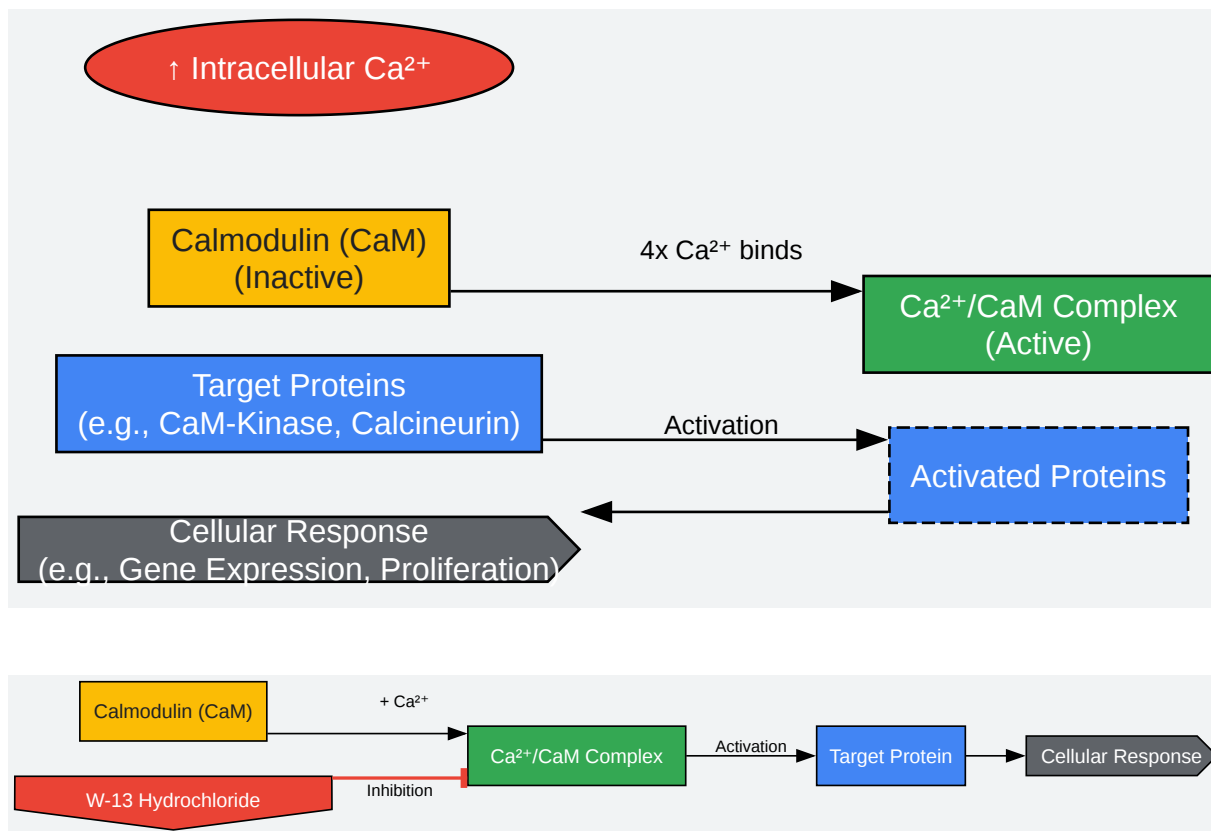 ↑ Intracellular Ca²⁺
Calmodulin (CaM)
(Inactive)
4x Ca²⁺ binds
Ca²⁺/CaM Complex
(Active)
Target Proteins
(e.g., CaM-Kinase, Calcineurin)
Activation
Activated Proteins
Cellular Response
(e.g., Gene Expression, Proliferation)
Calmodulin (CaM)
+ Ca²⁺
Ca²⁺/CaM Complex
Activation
Target Protein
Cellular Response
W-13 Hydrochloride
Inhibition